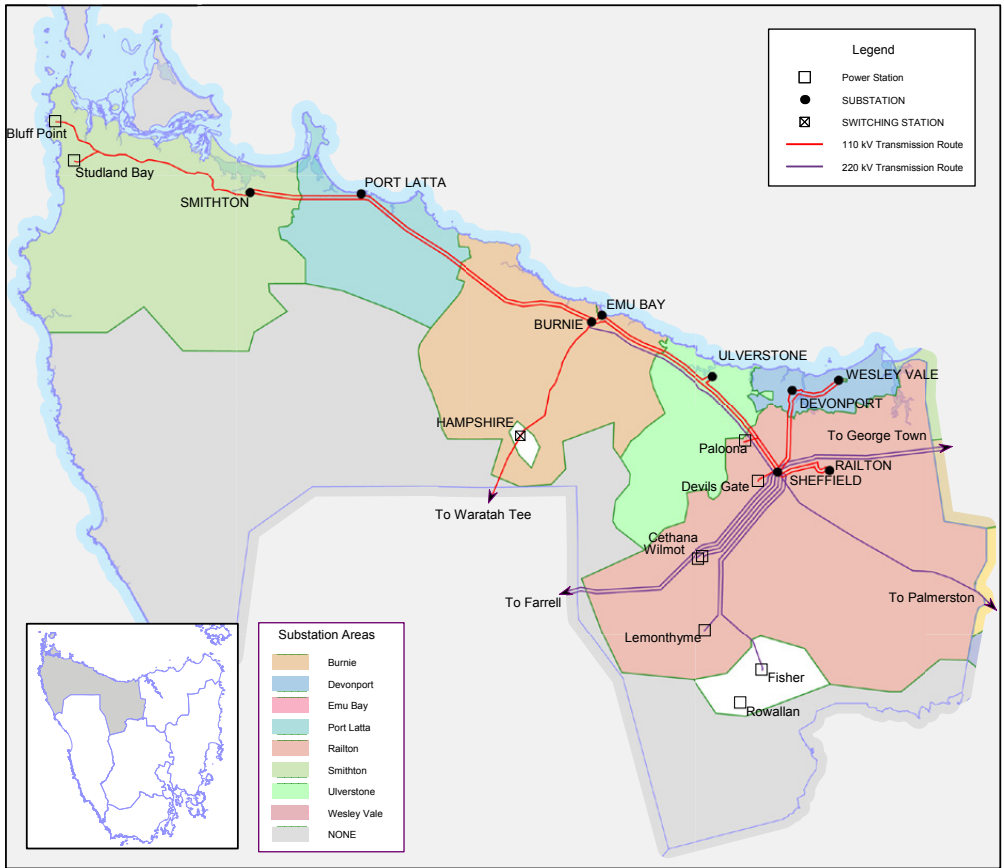 Legend
Power Station
SUBSTATION
SWITCHING STATION
110 kV Transmission Route
220 kV Transmission Route
Bluff Point
Studland Bay
SMITHTON
PORT LATTA
EMU BAY
BURNIE
ULVERSTONE
WESLEY VALE
DEVONPORT
HAMPSHIRE
To George Town
Paloona
RAILTON
SHEFFIELD
Devils Gate
To Waratah Tee
Cethana
Wilmot
To Farrell
To Palmerston
Lemonthyme
Fisher
Rowallan
Substation Areas
Burnie
Devonport
Emu Bay
Port Latta
Railton
Smithton
Ulverstone
Wesley Vale
NONE